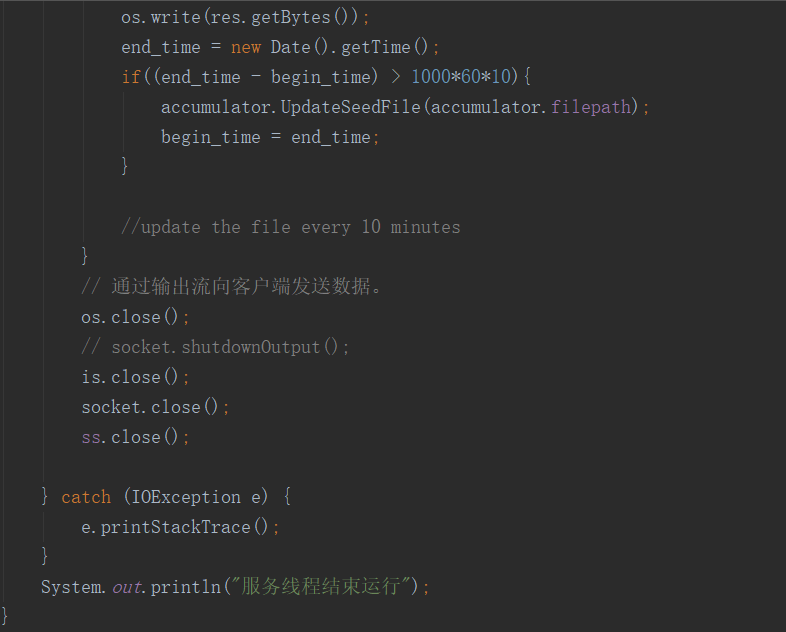 os.write(res.getBytes());
end_time = new Date().getTime();
if((end_time - begin_time) > 1000*60*10){
accumulator.UpdateSeedFile(accumulator.filepath);
begin_time = end_time;
}
//update the file every 10 minutes
}
// 通过输出流向客户端发送数据。
os.close();
// socket.shutdownOutput();
is.close();
socket.close();
ss.close();
} catch (IOException e) {
e.printStackTrace();
}
System.out.println("服务线程结束运行");
}